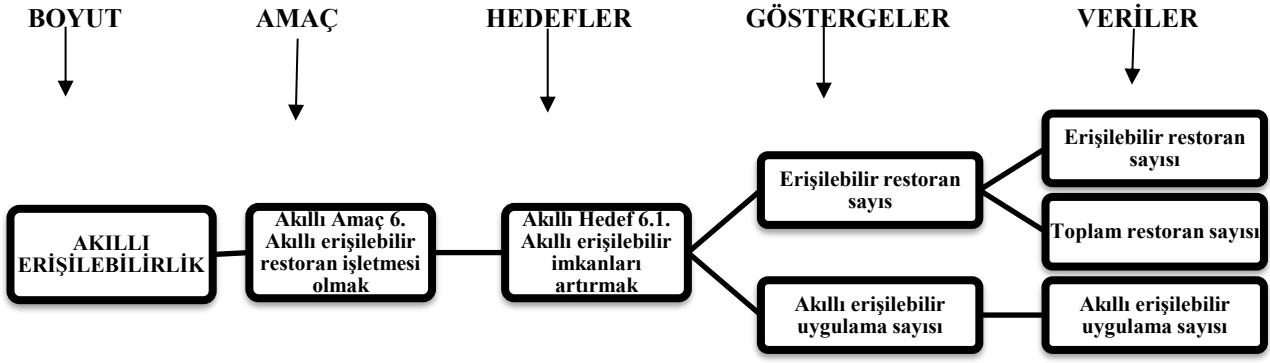 BOYUT AMAÇ HEDEFLER GÖSTERGELER VERİLER
AKILLI
ERİŞİLEBİLİRLİK
Akıllı Amaç 6.
Akıllı erişilebilir
restoran işletmesi
olmak
Akıllı Hedef 6.1.
Akıllı erişilebilir
imkanları
artırmak
Erişilebilir restoran
sayıs
Akıllı erişilebilir
uygulama sayısı
Erişilebilir restoran
sayısı
Toplam restoran sayısı
Akıllı erişilebilir
uygulama sayısı